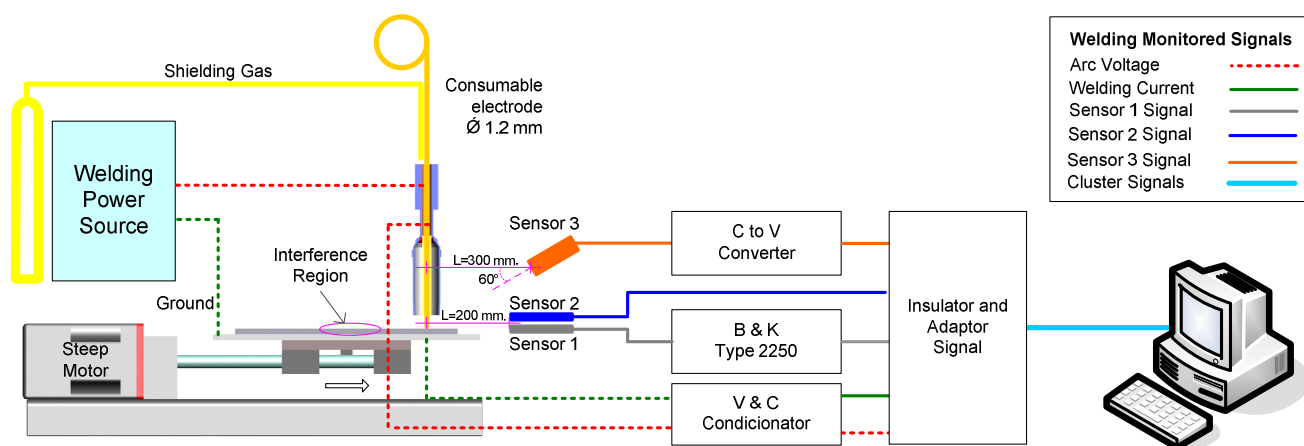 Shielding Gas
Consumable
electrode
Ǿ 1.2 mm
Welding
Power
Source
Interference
Region
Ground
Steep
Motor
L=300 mm.
60º
L=200 mm.
Sensor 3
Sensor 2
Sensor 1
C to V
Converter
B & K
Type 2250
V & C
Condicionator
Insulator and
Adaptor
Signal
Welding Monitored Signals
Arc Voltage
Welding Current
Sensor 1 Signal
Sensor 2 Signal
Sensor 3 Signal
Cluster Signals